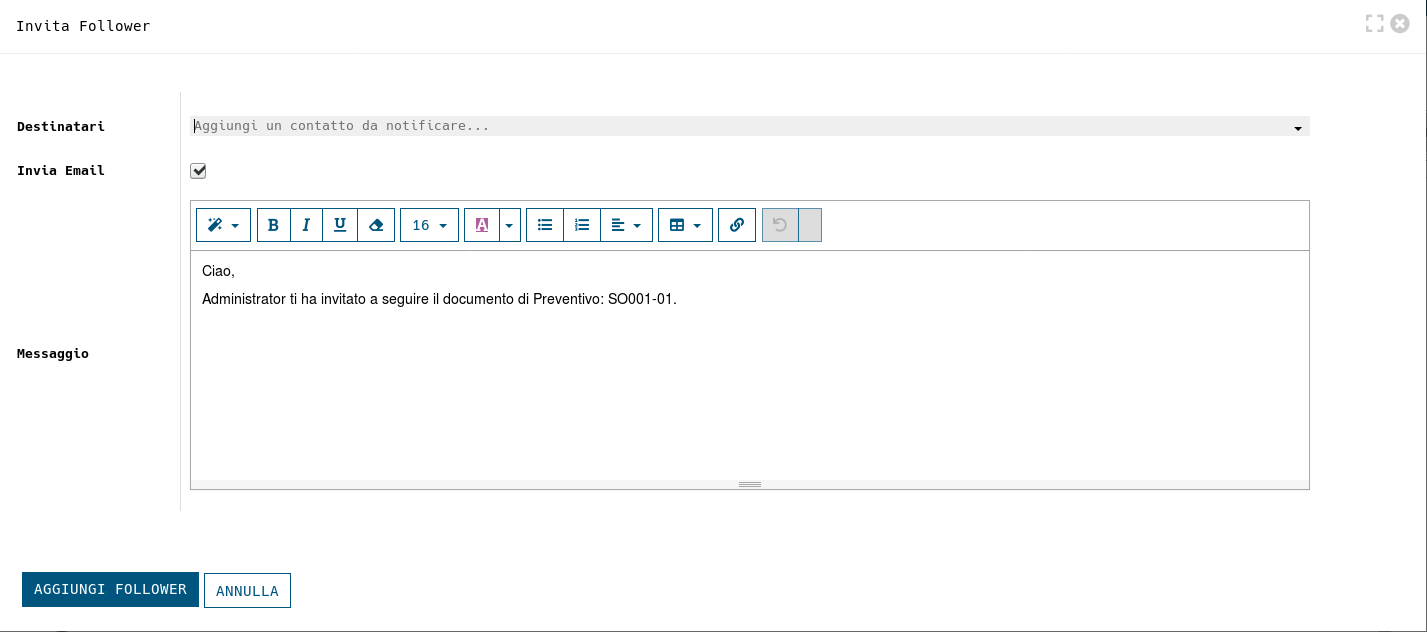 Invita Follower
Destinatari
Aggiungi un contatto da notificare...
Invia Email
B I U 16 A
Ciao,
Administrator ti ha invitato a seguire il documento di Preventivo: SO001-01.
Messaggio
AGGIUNGI FOLLOWER ANNULLA